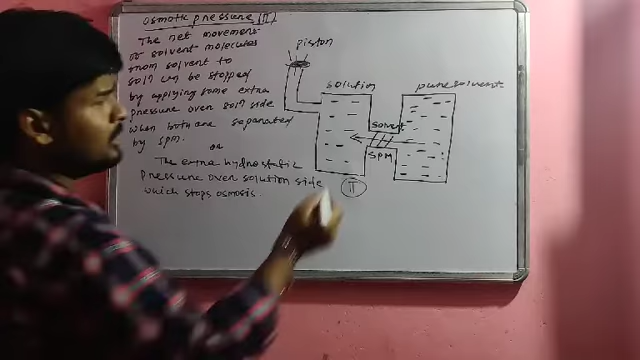 osmotic pressure (π)
The net movement
of solvent molecules
from solvent to
soln can be stopped
by applying some extra
pressure over soln side
when both are separated
by spm.
or
The extra hydrostatic
pressure over solution side
which stops osmosis.
piston
solution
pure solvent
solvent
SPM
π